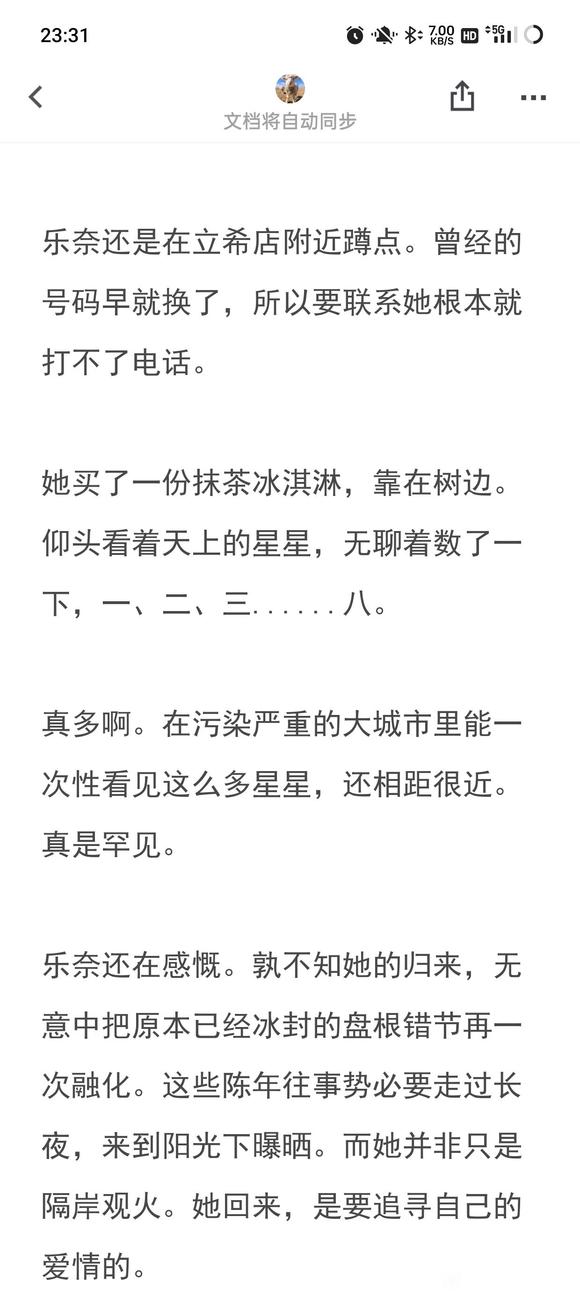 23:31
7.00
KB/S
HD
5G
文档将自动同步
乐奈还是在立希店附近蹲点。曾经的
号码早就换了，所以要联系她根本就
打不了电话。
她买了一份抹茶冰淇淋，靠在树边。
仰头看着天上的星星，无聊着数了一
下，一、二、三......八。
真多啊。在污染严重的大城市里能一
次性看见这么多星星，还相距很近。
真是罕见。
乐奈还在感慨。孰不知她的归来，无
意中把原本已经冰封的盘根错节再一
次融化。这些陈年往事势必要走过长
夜，来到阳光下曝晒。而她并非只是
隔岸观火。她回来，是要追寻自己的
爱情的。